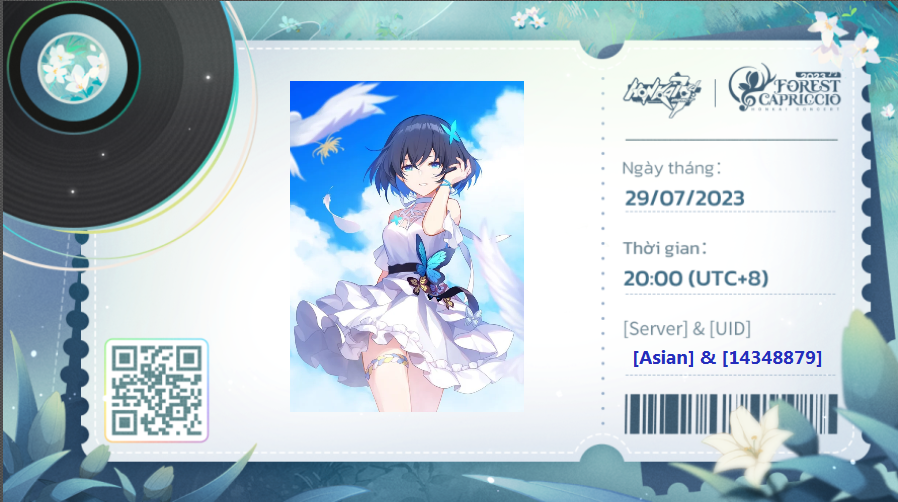 HONKAI 3
2023
FOREST
CAPRICCIO
HONKAI CONCERT
Ngày tháng:
29/07/2023
Thời gian:
20:00 (UTC+8)
[Server] & [UID]
[Asian] & [14348879]